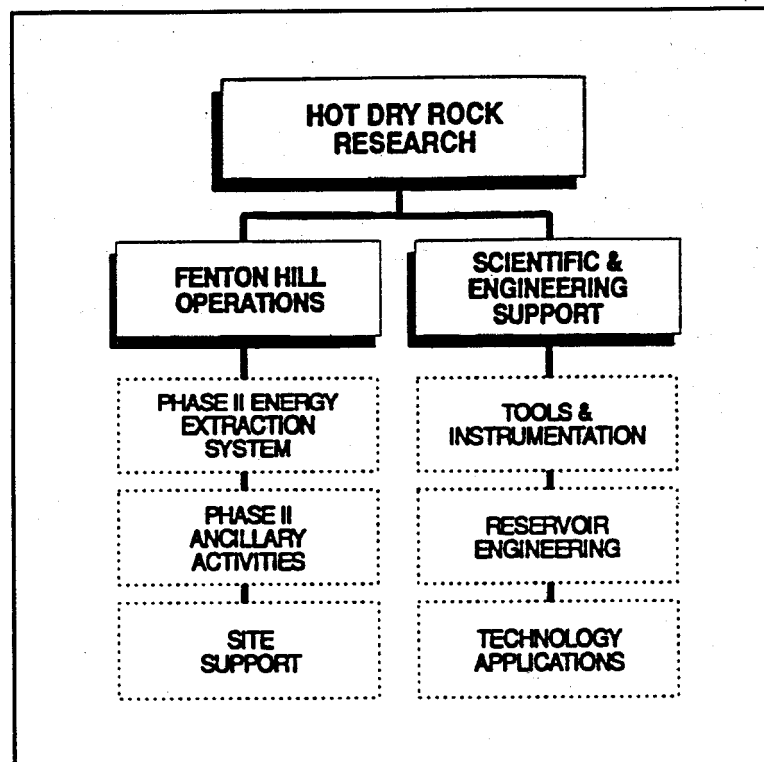 HOT DRY ROCK
RESEARCH
FENTON HILL
OPERATIONS
SCIENTIFIC &
ENGINEERING
SUPPORT
PHASE II ENERGY
EXTRACTION
SYSTEM
TOOLS &
INSTRUMENTATION
PHASE II
ANCILLARY
ACTIVITIES
RESERVOIR
ENGINEERING
SITE
SUPPORT
TECHNOLOGY
APPLICATIONS